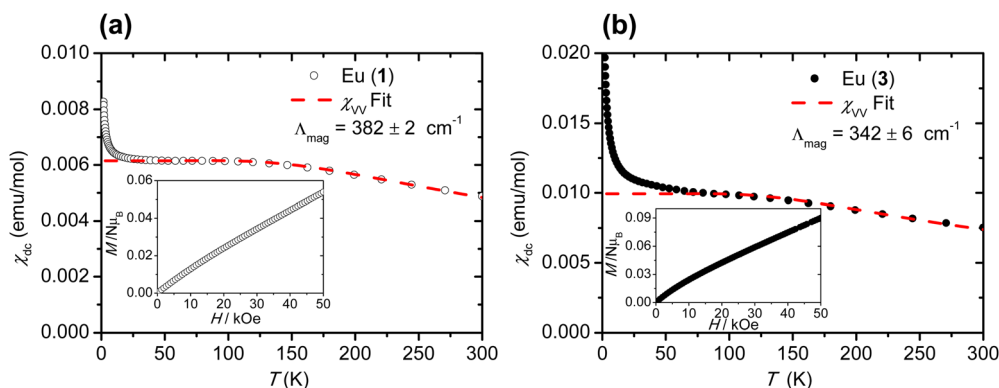 (a)
0.010
0.008
0.006
0.004
0.002
0.000
χdc (emu/mol)
Eu (1)
χVV Fit
Λmag = 382 ± 2 cm-1
0.06
0.04
0.02
0.00
M/NμB
0 10 20 30 40 50
H / kOe
0 50 100 150 200 250 300
T (K)
(b)
0.020
0.015
0.010
0.005
0.000
χdc (emu/mol)
Eu (3)
χVV Fit
Λmag = 342 ± 6 cm-1
0.09
0.06
0.03
0.00
M/NμB
0 10 20 30 40 50
H / kOe
0 50 100 150 200 250 300
T (K)